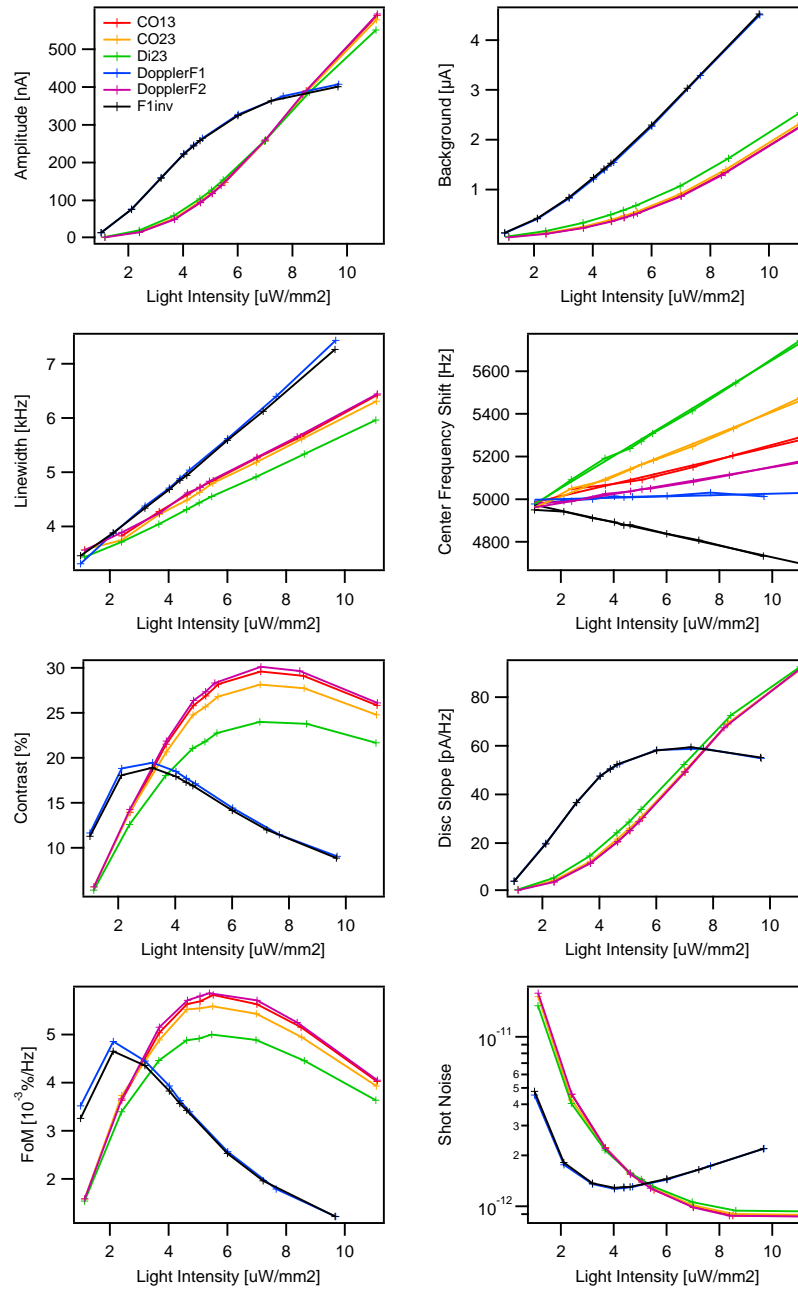 CO13
CO23
Di23
DopplerF1
DopplerF2
F1inv
Amplitude [nA]
500
400
300
200
100
0
2 4 6 8 10
Light Intensity [uW/mm2]
Background [µA]
4
3
2
1
2 4 6 8 10
Light Intensity [uW/mm2]
Linewidth [kHz]
7
6
5
4
2 4 6 8 10
Light Intensity [uW/mm2]
Center Frequency Shift [Hz]
5600
5400
5200
5000
4800
2 4 6 8 10
Light Intensity [uW/mm2]
Contrast [%]
30
25
20
15
10
2 4 6 8 10
Light Intensity [uW/mm2]
Disc Slope [pA/Hz]
80
60
40
20
0
2 4 6 8 10
Light Intensity [uW/mm2]
FoM [10-3%/Hz]
5
4
3
2
2 4 6 8 10
Light Intensity [uW/mm2]
Shot Noise
10-11
6
5
4
3
2
10-12
2 4 6 8 10
Light Intensity [uW/mm2]